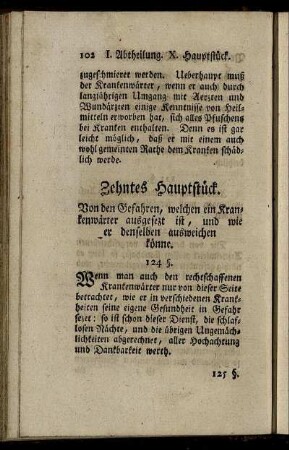 102 I. Abtheilung. X. Hauptstück.
zugeschmieret werden. Ueberhaupt muß
der Krankenwärter, wenn er auch durch
langjährigen Umgang mit Aerzten und
Wundärzten einige Kenntnisse von Heil-
mitteln erworben hat, sich alles Pfuschens
bei Kranken enthalten. Denn es ist gar
leicht möglich, daß er mit einem auch
wohl gemeinten Rathe dem Kranken schäd-
lich werde.
Zehntes Hauptstück.
Von den Gefahren, welchen ein Kran-
kenwärter ausgesezt ist, und wie
er denselben ausweichen
könne.
124 §.
Wenn man auch den rechtschaffenen
Krankenwärter nur von dieser Seite
betrachtet, wie er in verschiedenen Krank-
heiten seine eigene Gesundheit in Gefahr
sezet: so ist schon dieser Dienst, die schlaf-
losen Nächte, und die übrigen Ungemäch-
lichkeiten abgerechnet, aller Hochachtung
und Dankbarkeit werth.
125 §.